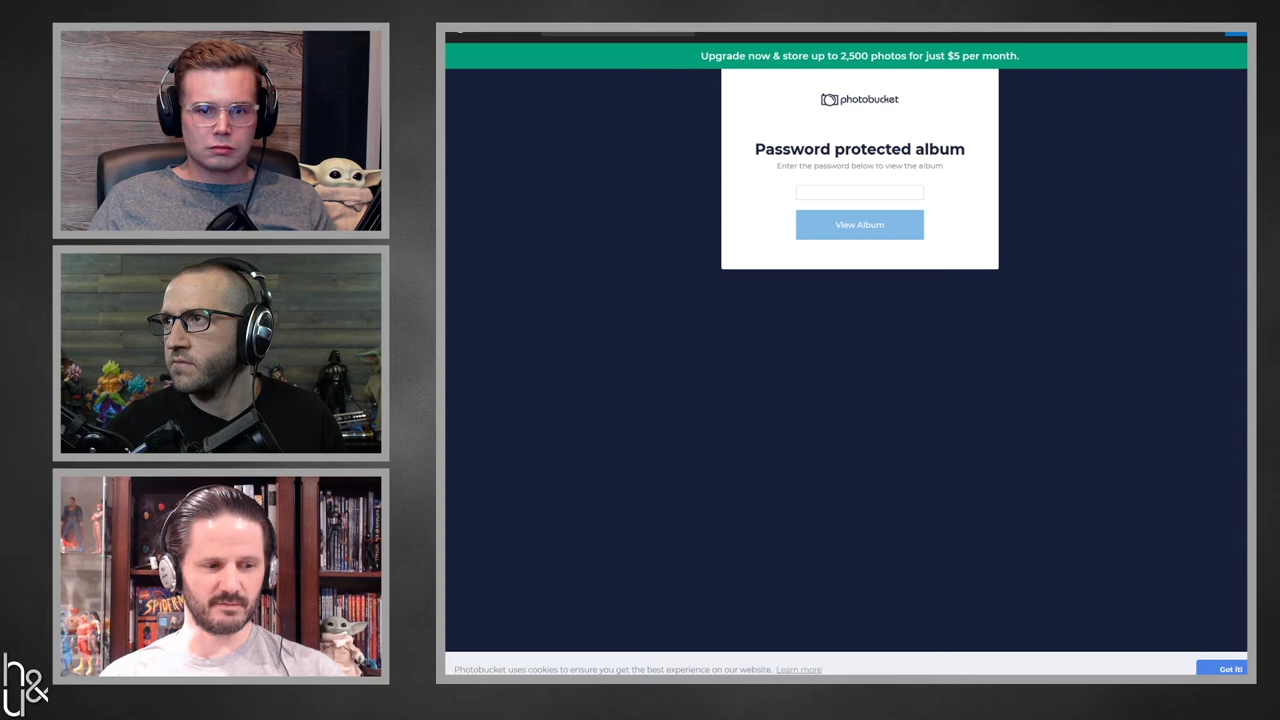 Upgrade now & store up to 2,500 photos for just $5 per month.
photobucket
Password protected album
Enter the password below to view the album
View Album
Photobucket uses cookies to ensure you get the best experience on our website. Learn more
Got it!
SPIDER
h&u